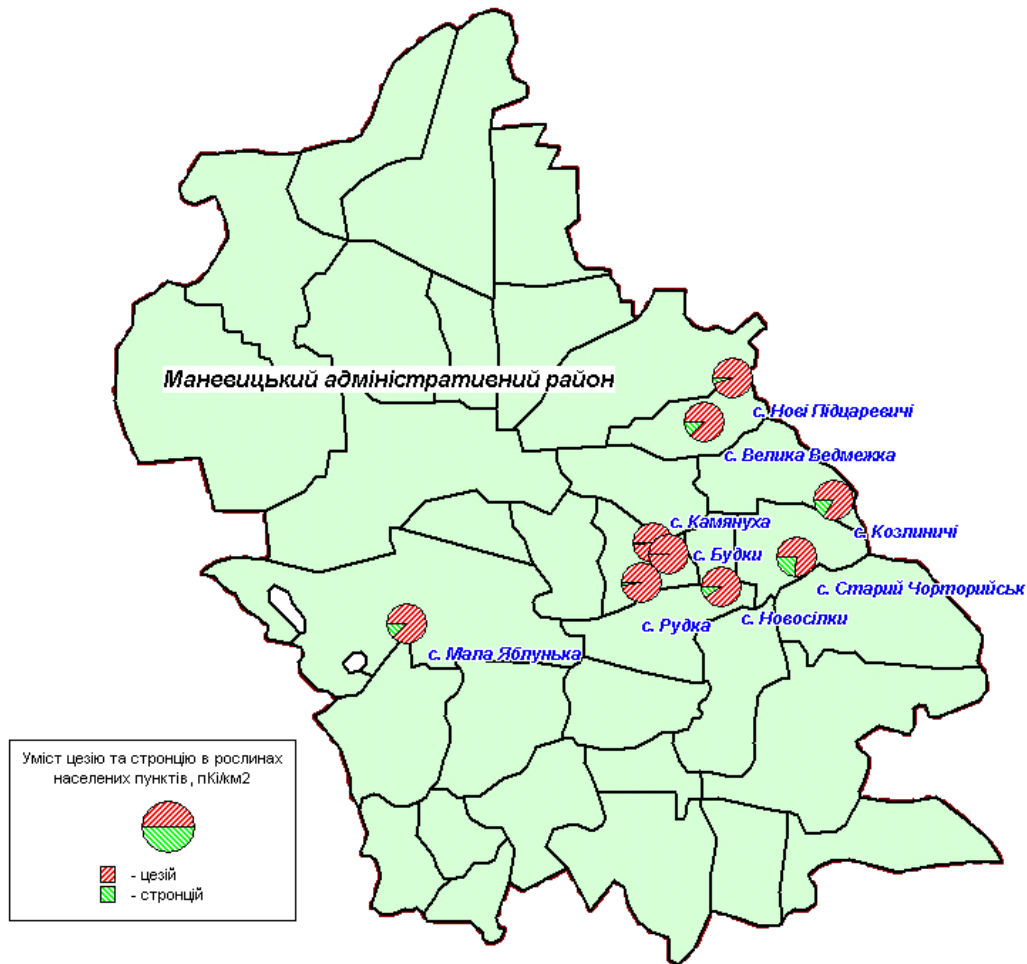 Маневицький адміністративний район
с. Нові Підцаревичі
с. Велика Ведмежка
с. Камянуха
с. Козлиничі
с. Будки
с. Старий Чорторийськ
с. Рудка
с. Новосілки
с. Мала Яблунька
Уміст цезію та стронцію в рослинах
населених пунктів, пКі/км2
- цезій
- стронцій